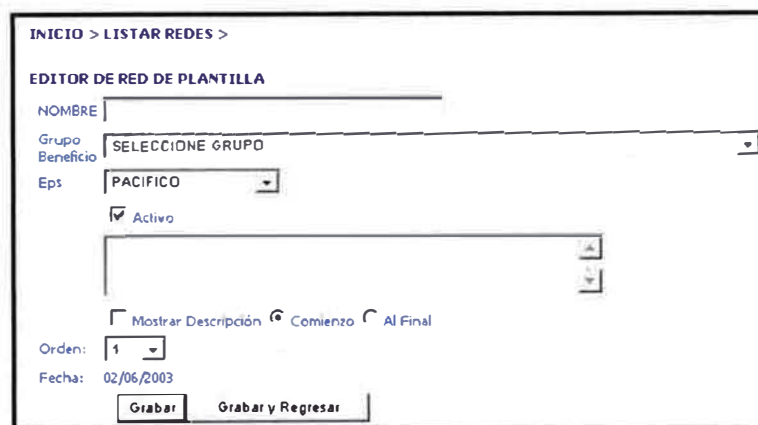 INICIO > LISTAR REDES >
EDITOR DE RED DE PLANTILLA
NOMBRE
Grupo
Beneficio SELECCIONE GRUPO
Eps PACIFICO
Activo
Mostrar Descripción Comienzo Al Final
Orden: 1
Fecha: 02/06/2003
Grabar Grabar y Regresar